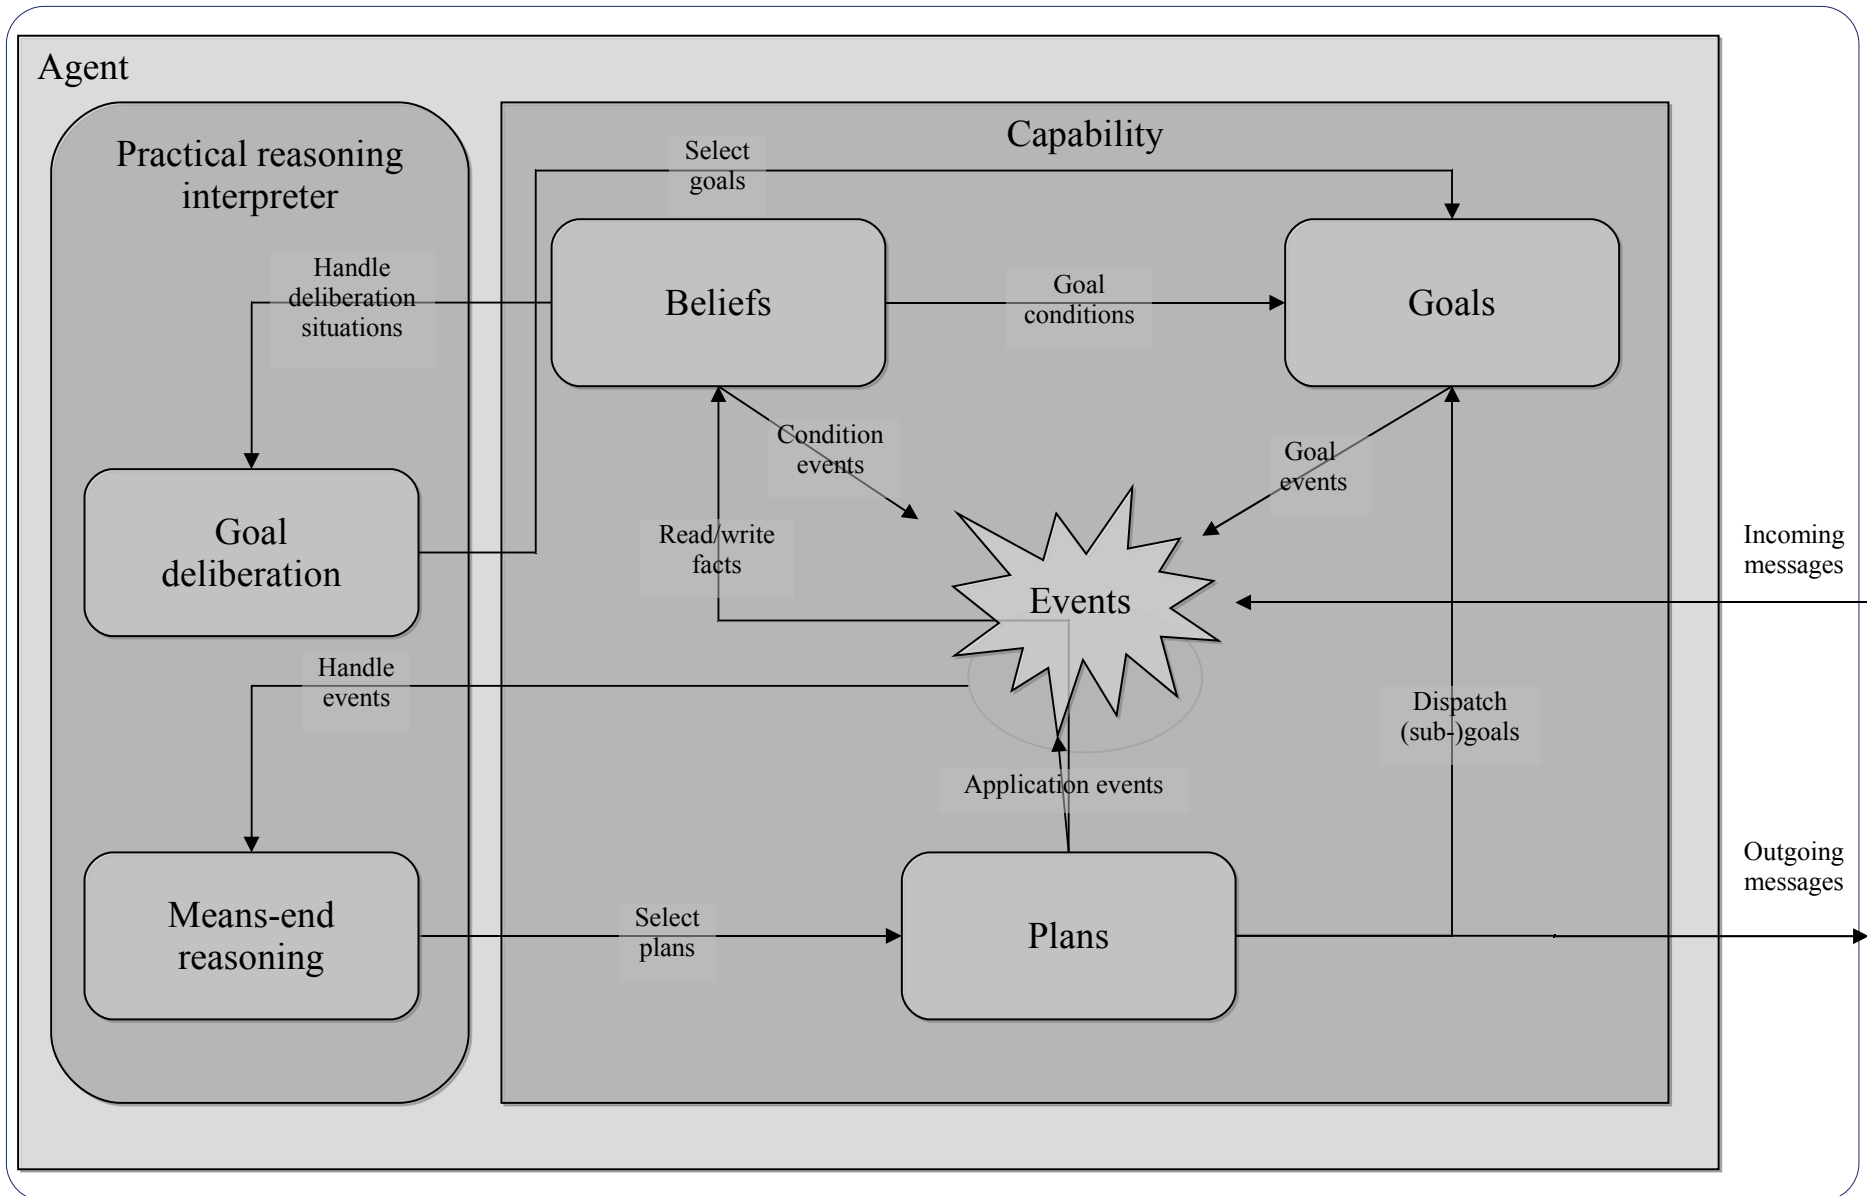 Agent
Practical reasoning
interpreter
Capability
Select
goals
Handle
deliberation
situations
Beliefs
Goal
conditions
Goals
Condition
events
Goal
events
Goal
deliberation
Read/write
facts
Events
Incoming
messages
Handle
events
Dispatch
(sub-)goals
Application events
Means-end
reasoning
Select
plans
Plans
Outgoing
messages